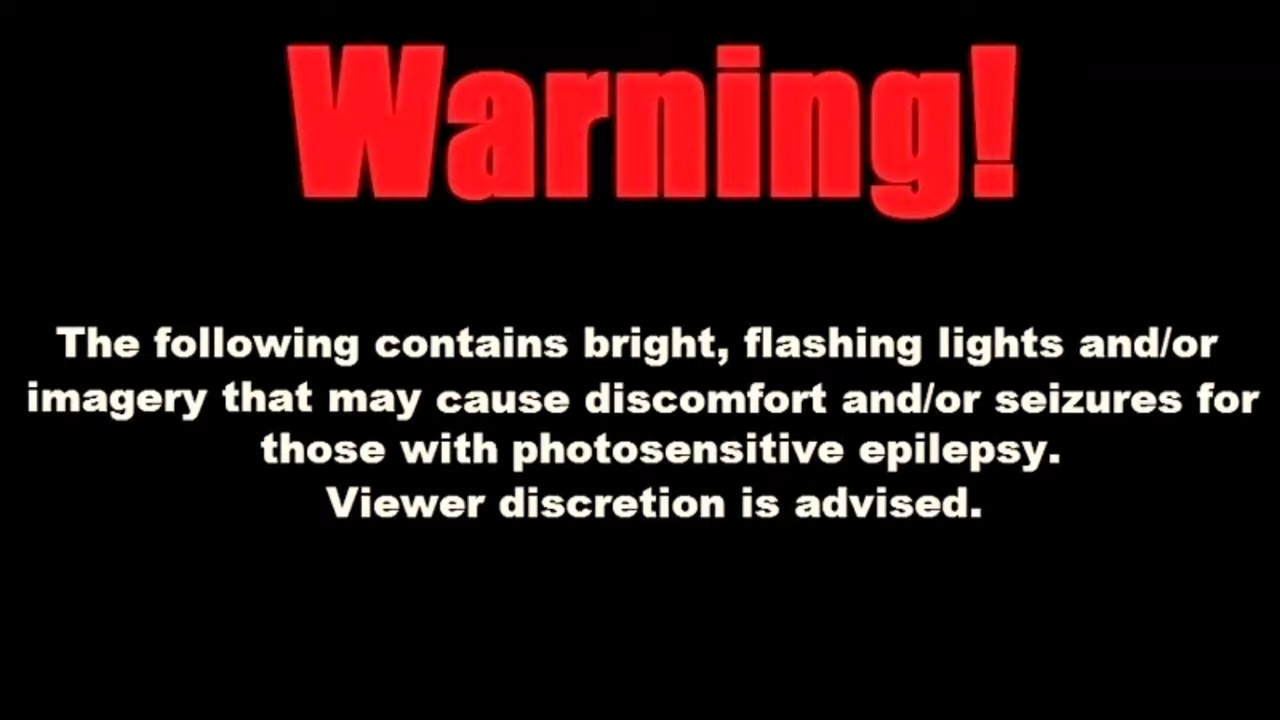 Warning!
The following contains bright, flashing lights and/or
imagery that may cause discomfort and/or seizures for
those with photosensitive epilepsy.
Viewer discretion is advised.